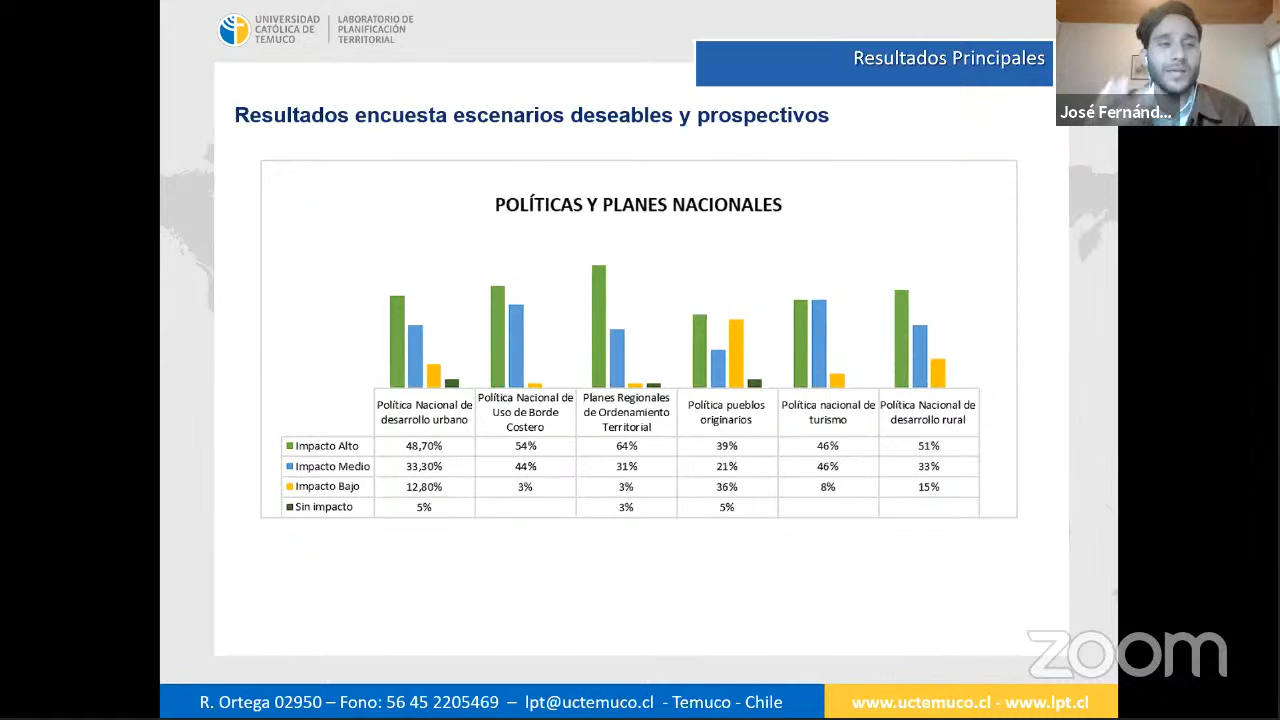 UNIVERSIDAD
CATÓLICA DE
TEMUCO
LABORATORIO DE
PLANIFICACIÓN
TERRITORIAL
Resultados Principales
José Fernánd...
Resultados encuesta escenarios deseables y prospectivos
POLÍTICAS Y PLANES NACIONALES
Política Nacional de desarrollo urbano
Política Nacional de Uso de Borde Costero
Planes Regionales de Ordenamiento Territorial
Política pueblos originarios
Política nacional de turismo
Política Nacional de desarrollo rural
Impacto Alto 48,70% 54% 64% 39% 46% 51%
Impacto Medio 33,30% 44% 31% 21% 46% 33%
Impacto Bajo 12,80% 3% 3% 36% 8% 15%
Sin impacto 5% 3% 5%
zoom
R. Ortega 02950 – Fono: 56 45 2205469 – lpt@uctemuco.cl - Temuco - Chile
www.uctemuco.cl - www.lpt.cl